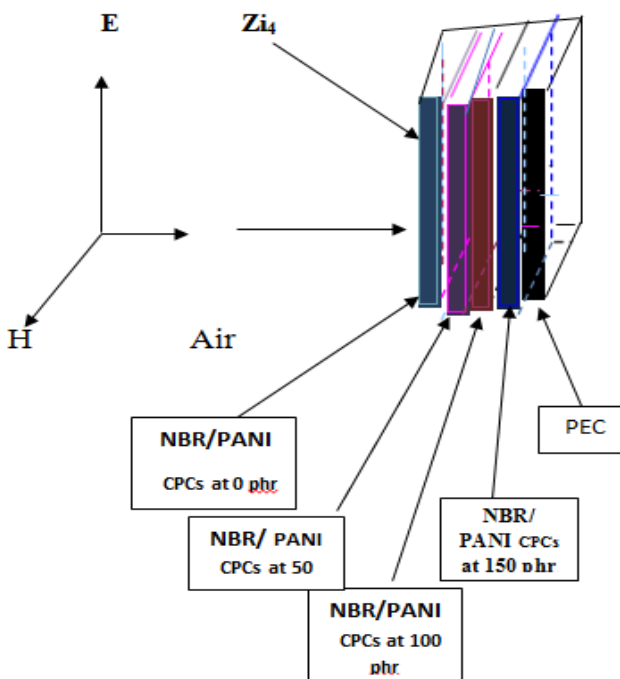 E
Zi₄
H
Air
NBR/PANI
CPCs at 0 phr
PEC
NBR/ PANI
CPCs at 50
NBR/
PANI CPCs
at 150 phr
NBR/PANI
CPCs at 100
phr